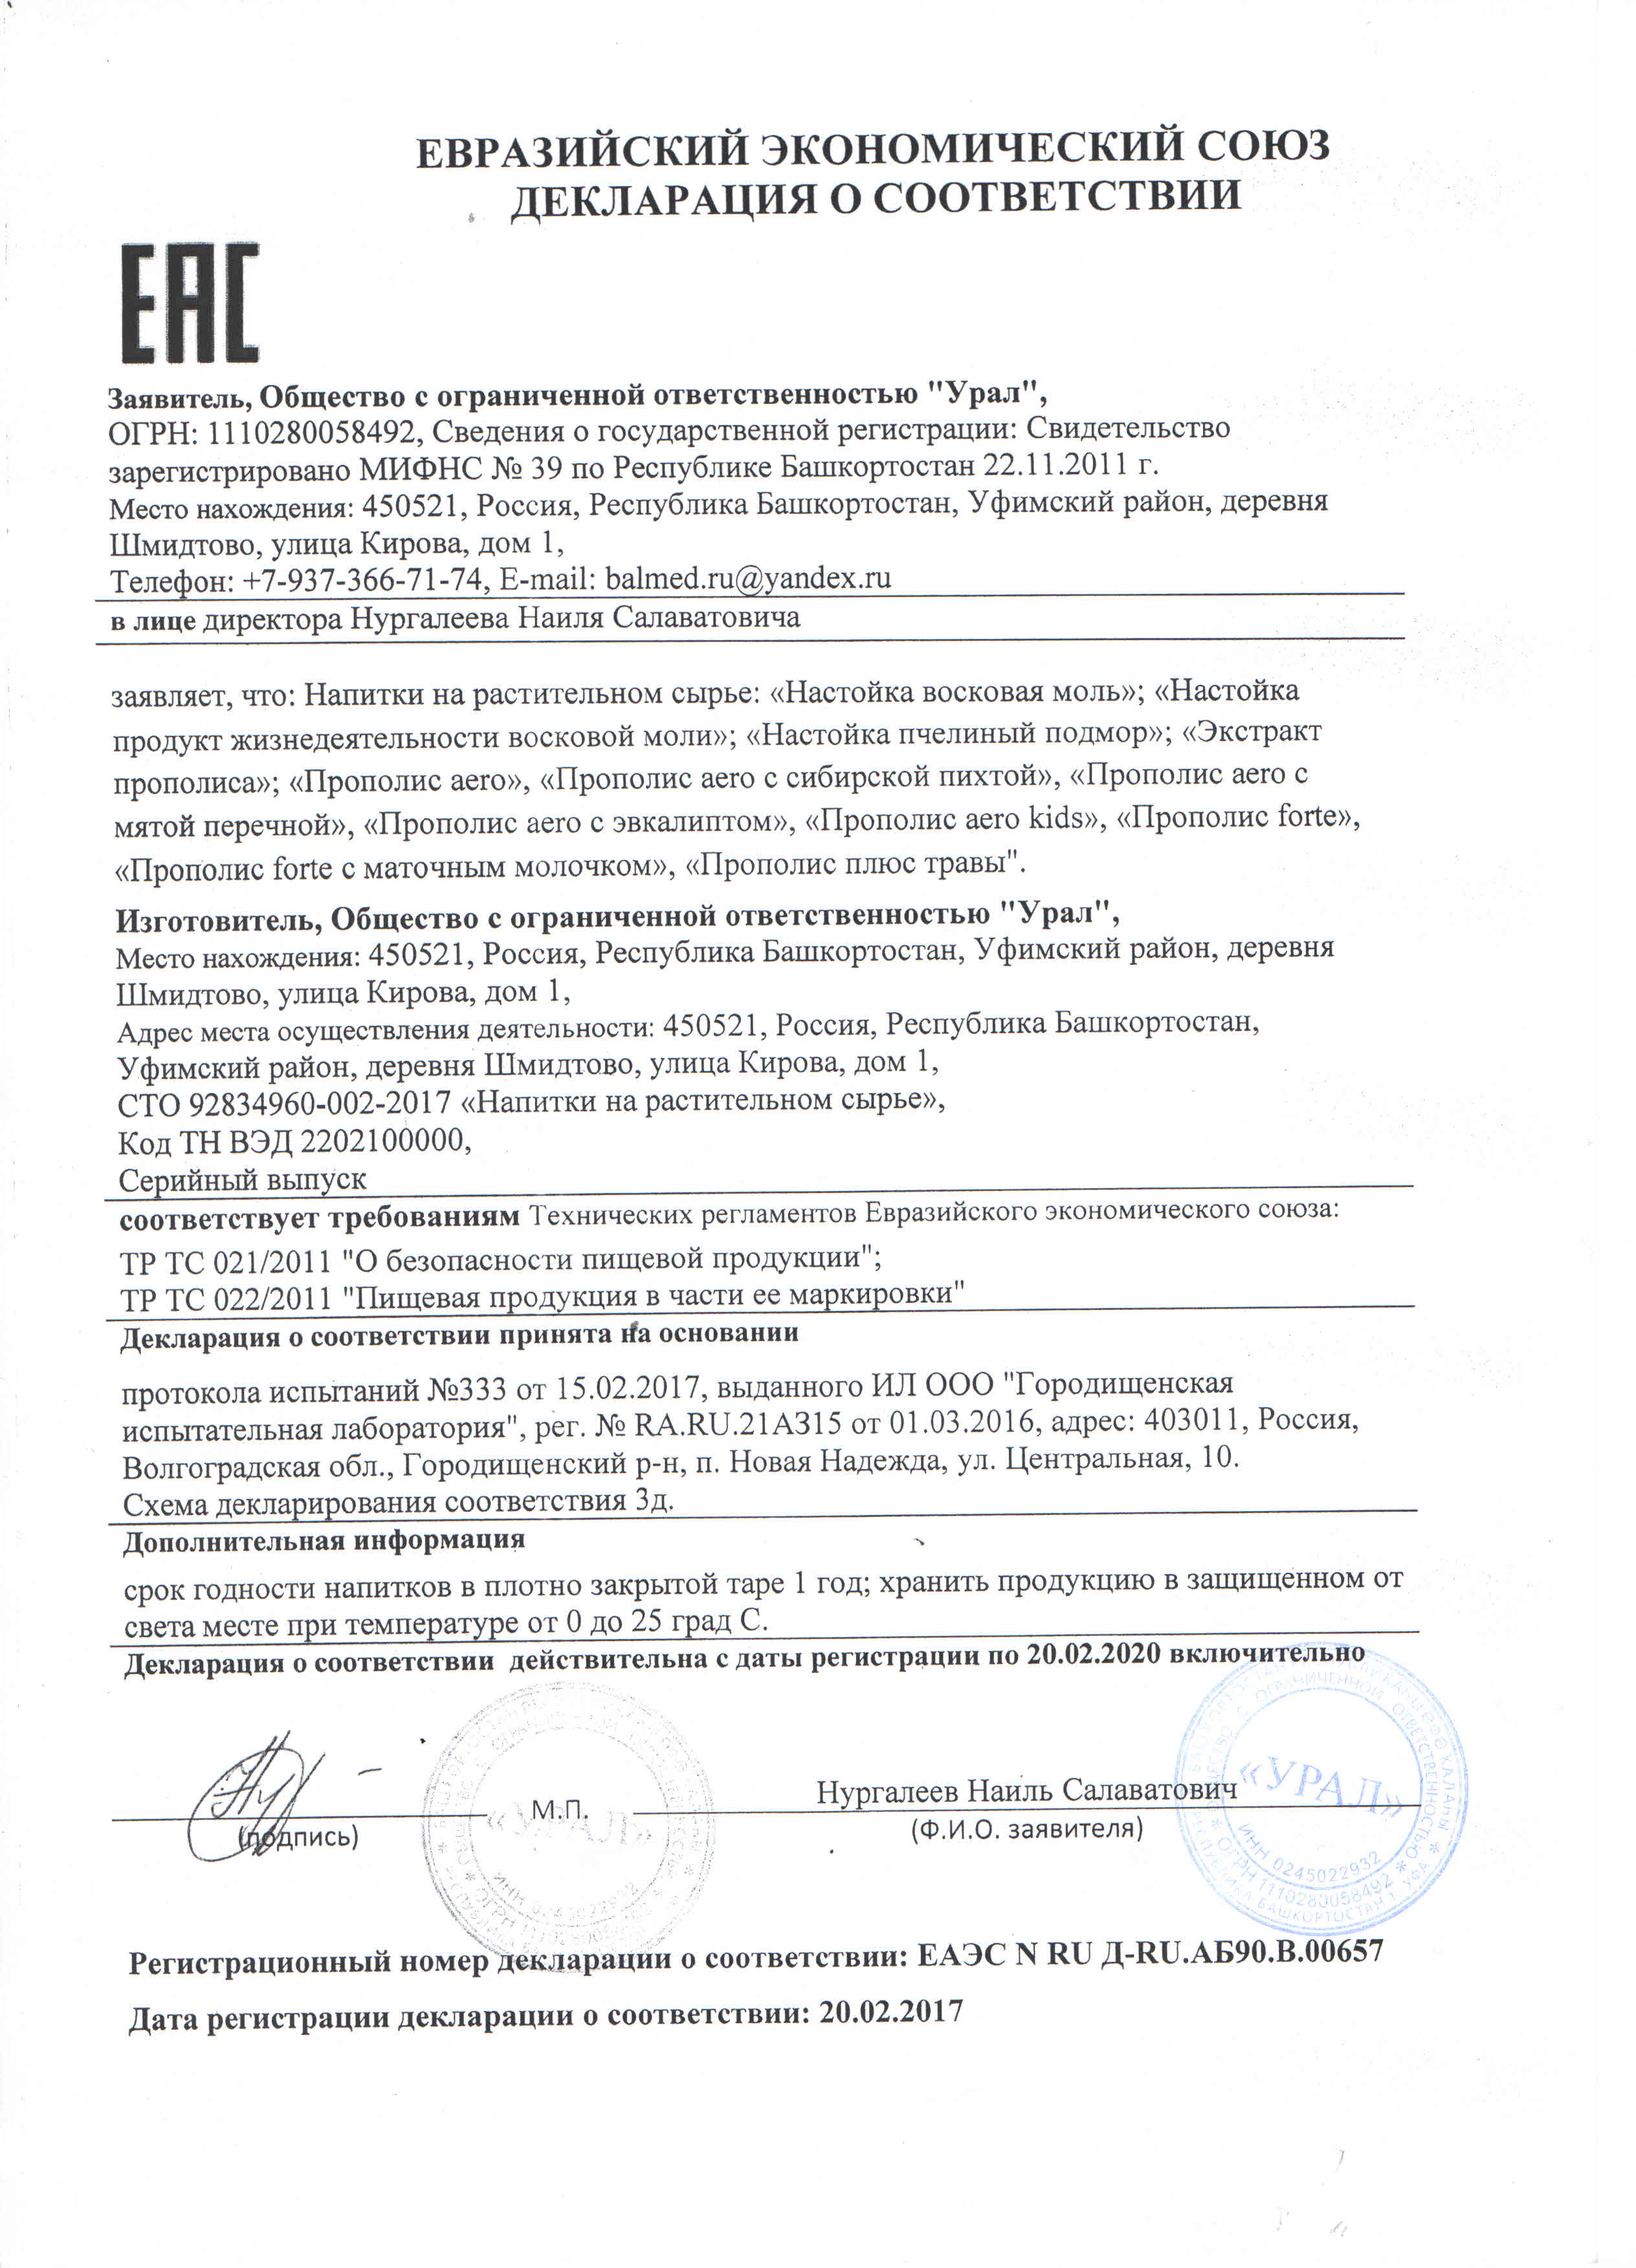 ЕВРАЗИЙСКИЙ ЭКОНОМИЧЕСКИЙ СОЮЗ
ДЕКЛАРАЦИЯ О СООТВЕТСТВИИ
ЕАС
Заявитель, Общество с ограниченной ответственностью "Урал",
ОГРН: 1110280058492, Сведения о государственной регистрации: Свидетельство
зарегистрировано МИФНС № 39 по Республике Башкортостан 22.11.2011 г.
Место нахождения: 450521, Россия, Республика Башкортостан, Уфимский район, деревня
Шмидтово, улица Кирова, дом 1,
Телефон: +7-937-366-71-74, E-mail: balmed.ru@yandex.ru
в лице директора Нургалеева Наиля Салаватовича
заявляет, что: Напитки на растительном сырье: «Настойка восковая моль»; «Настойка
продукт жизнедеятельности восковой моли»; «Настойка пчелиный подмор»; «Экстракт
прополиса»; «Прополис aero», «Прополис aero с сибирской пихтой», «Прополис aero с
мятой перечной», «Прополис aero с эвкалиптом», «Прополис aero kids», «Прополис forte»,
«Прополис forte с маточным молочком», «Прополис плюс травы".
Изготовитель, Общество с ограниченной ответственностью "Урал",
Место нахождения: 450521, Россия, Республика Башкортостан, Уфимский район, деревня
Шмидтово, улица Кирова, дом 1,
Адрес места осуществления деятельности: 450521, Россия, Республика Башкортостан,
Уфимский район, деревня Шмидтово, улица Кирова, дом 1,
СТО 92834960-002-2017 «Напитки на растительном сырье»,
Код ТН ВЭД 2202100000,
Серийный выпуск
соответствует требованиям Технических регламентов Евразийского экономического союза:
ТР ТС 021/2011 "О безопасности пищевой продукции";
ТР ТС 022/2011 "Пищевая продукция в части ее маркировки"
Декларация о соответствии принята на основании
протокола испытаний №333 от 15.02.2017, выданного ИЛ ООО "Городищенская
испытательная лаборатория", рег. № RA.RU.21АЗ15 от 01.03.2016, адрес: 403011, Россия,
Волгоградская обл., Городищенский р-н, п. Новая Надежда, ул. Центральная, 10.
Схема декларирования соответствия 3д.
Дополнительная информация
срок годности напитков в плотно закрытой таре 1 год; хранить продукцию в защищенном от
света месте при температуре от 0 до 25 град С.
Декларация о соответствии действительна с даты регистрации по 20.02.2020 включительно
М.П.
Нургалеев Наиль Салаватович
(подпись)
(Ф.И.О. заявителя)
«УРАЛ»
ИНН 0245022932
«УРАЛ»
ОГРАНИЧЕННОЙ ОТВЕТСТВЕННОСТЬЮ
ИНН 0245022932
ОГРН 1110280058492
РЕСПУБЛИКА БАШКОРТОСТАН Г. УФА
Регистрационный номер декларации о соответствии: ЕАЭС N RU Д-RU.АБ90.В.00657
Дата регистрации декларации о соответствии: 20.02.2017